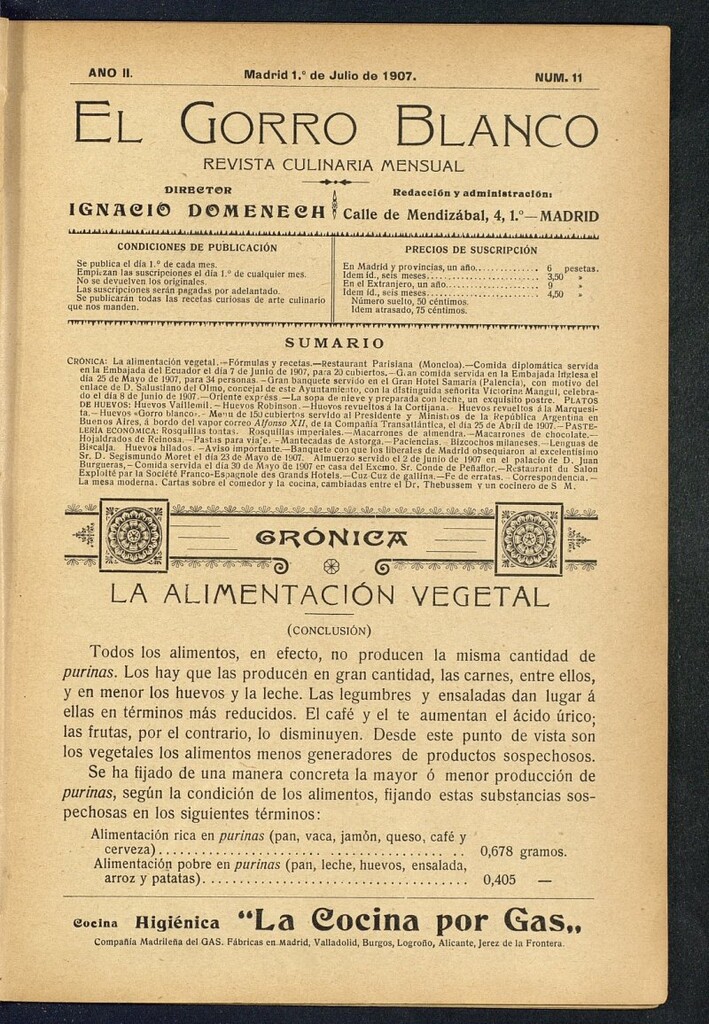 ANO II.
Madrid 1.º de Julio de 1907.
NUM. 11
EL GORRO BLANCO
REVISTA CULINARIA MENSUAL
DIRECTOR
IGNACIO DOMENECH
Redacción y administración:
Calle de Mendizábal, 4, 1.º—MADRID
CONDICIONES DE PUBLICACIÓN
Se publica el día 1.º de cada mes.
Empiezan las suscripciones el día 1.º de cualquier mes.
No se devuelven los originales.
Las suscripciones serán pagadas por adelantado.
Se publicarán todas las recetas curiosas de arte culinario
que nos manden.
PRECIOS DE SUSCRIPCIÓN
En Madrid y provincias, un año............... 6 pesetas.
Idem íd., seis meses............... 3,50 »
En el Extranjero, un año............... 9 »
Idem íd., seis meses............... 4,50 »
Número suelto, 50 céntimos.
Idem atrasado, 75 céntimos.
SUMARIO
CRÓNICA: La alimentación vegetal.—Fórmulas y recetas.—Restaurant Parisiana (Moncloa).—Comida diplomática servida
en la Embajada del Ecuador el día 7 de Junio de 1907, para 20 cubiertos.—Gran comida servida en la Embajada Inglesa el
día 25 de Mayo de 1907, para 34 personas.—Gran banquete servido en el Gran Hotel Samaria (Palencia), con motivo del
enlace de D. Salustiano del Olmo, concejal de este Ayuntamiento, con la distinguida señorita Victorina Mangul, celebra-
do el día 8 de junio de 1907.—Oriente express.—La sopa de nieve y preparada con leche, un exquisito postre. PLATOS
DE HUEVOS: Huevos Vaillemil.—Huevos Robinson.—Huevos revueltos à la Cortijana. Huevos revueltos à la Marquesi-
ta.—Huevos «Gorro blanco».—Menu de 150 cubiertos servido al Presidente y Ministros de la República Argentina en
Buenos Aires, à bordo del vapor correo Alfonso XII, de la Compañía Transatlántica, el día 25 de Abril de 1907.—PASTE-
LERÍA ECONÓMICA: Rosquillas tontas. Rosquillas imperiales.—Macarrones de almendra.—Macarrones de chocolate.—
Hojaldrados de Reinosa.—Pastas para viaje.—Mantecadas de Astorga.—Paciencias. Bizcochos milaneses.—Lenguas de
Biscalja. Huevos hilados.—Aviso importante.—Banquete con que los liberales de Madrid obsequiaron al excelentísimo
Sr. D. Segismundo Moret el día 23 de Mayo de 1907. Almuerzo servido el 2 de junio de 1907 en el palacio de D. Juan
Burgueras,—Comida servida el día 30 de Mayo de 1907 en casa del Excmo. Sr. Conde de Peñaflor.—Restaurant du Salon
Exploité par la Société Franco-Espagnole des Grands Hotels.—Cuz-Cuz de gallina.—Fe de erratas.—Correspondencia.—
La mesa moderna. Cartas sobre el comedor y la cocina, cambiadas entre el Dr. Thebussem y un cocinero de S M.
CRÓNICA
LA ALIMENTACIÓN VEGETAL
(CONCLUSIÓN)
Todos los alimentos, en efecto, no producen la misma cantidad de
purinas. Los hay que las producen en gran cantidad, las carnes, entre ellos,
y en menor los huevos y la leche. Las legumbres y ensaladas dan lugar á
ellas en términos más reducidos. El café y el te aumentan el ácido úrico;
las frutas, por el contrario, lo disminuyen. Desde este punto de vista son
los vegetales los alimentos menos generadores de productos sospechosos.
Se ha fijado de una manera concreta la mayor ó menor producción de
purinas, según la condición de los alimentos, fijando estas substancias sos-
pechosas en los siguientes términos:
Alimentación rica en purinas (pan, vaca, jamón, queso, café y
cerveza)........................ 0,678 gramos.
Alimentación pobre en purinas (pan, leche, huevos, ensalada,
arroz y patatas)........................ 0,405 —
Cocina Higiénica "La Cocina por Gas„
Compañía Madrileña del GAS. Fábricas en Madrid, Valladolid, Burgos, Logroño, Alicante, Jerez de la Frontera.